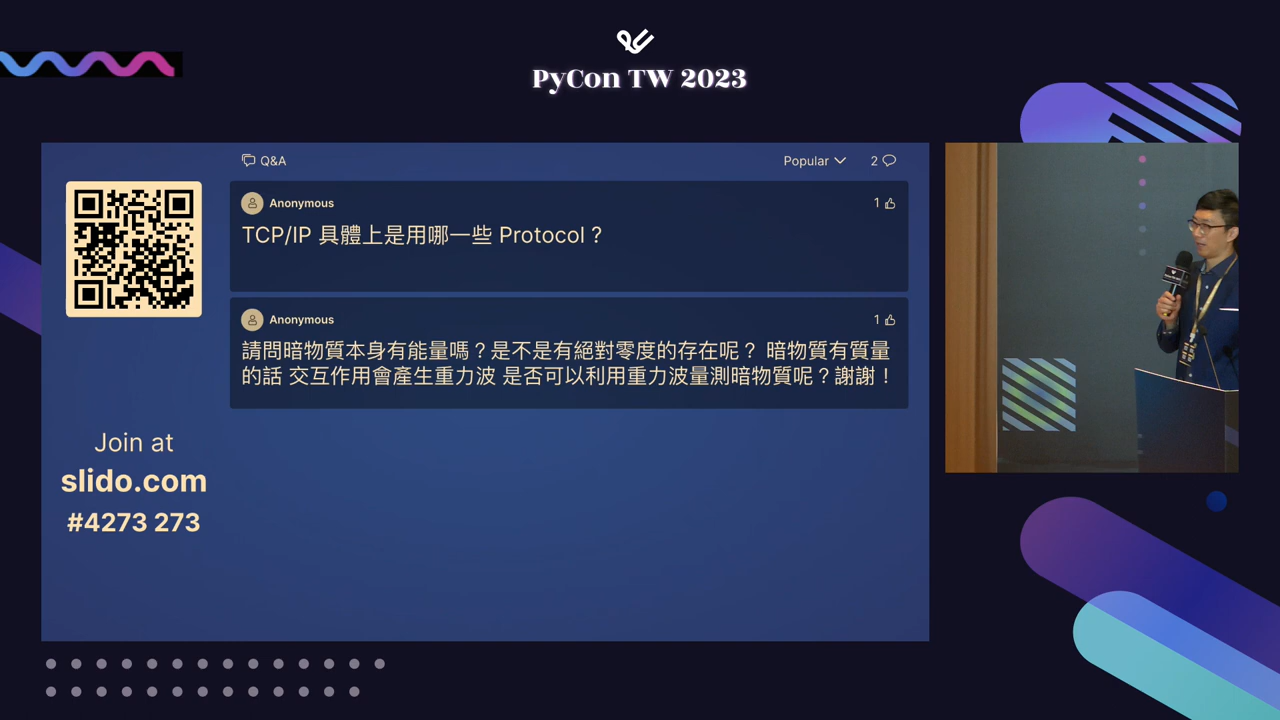 PyCon TW 2023
Q&A
Popular
2
Anonymous
1
TCP/IP 具體上是用哪一些 Protocol ?
Anonymous
1
請問暗物質本身有能量嗎？是不是有絕對零度的存在呢？ 暗物質有質量
的話 交互作用會產生重力波 是否可以利用重力波量測暗物質呢？謝謝！
Join at
slido.com
#4273 273